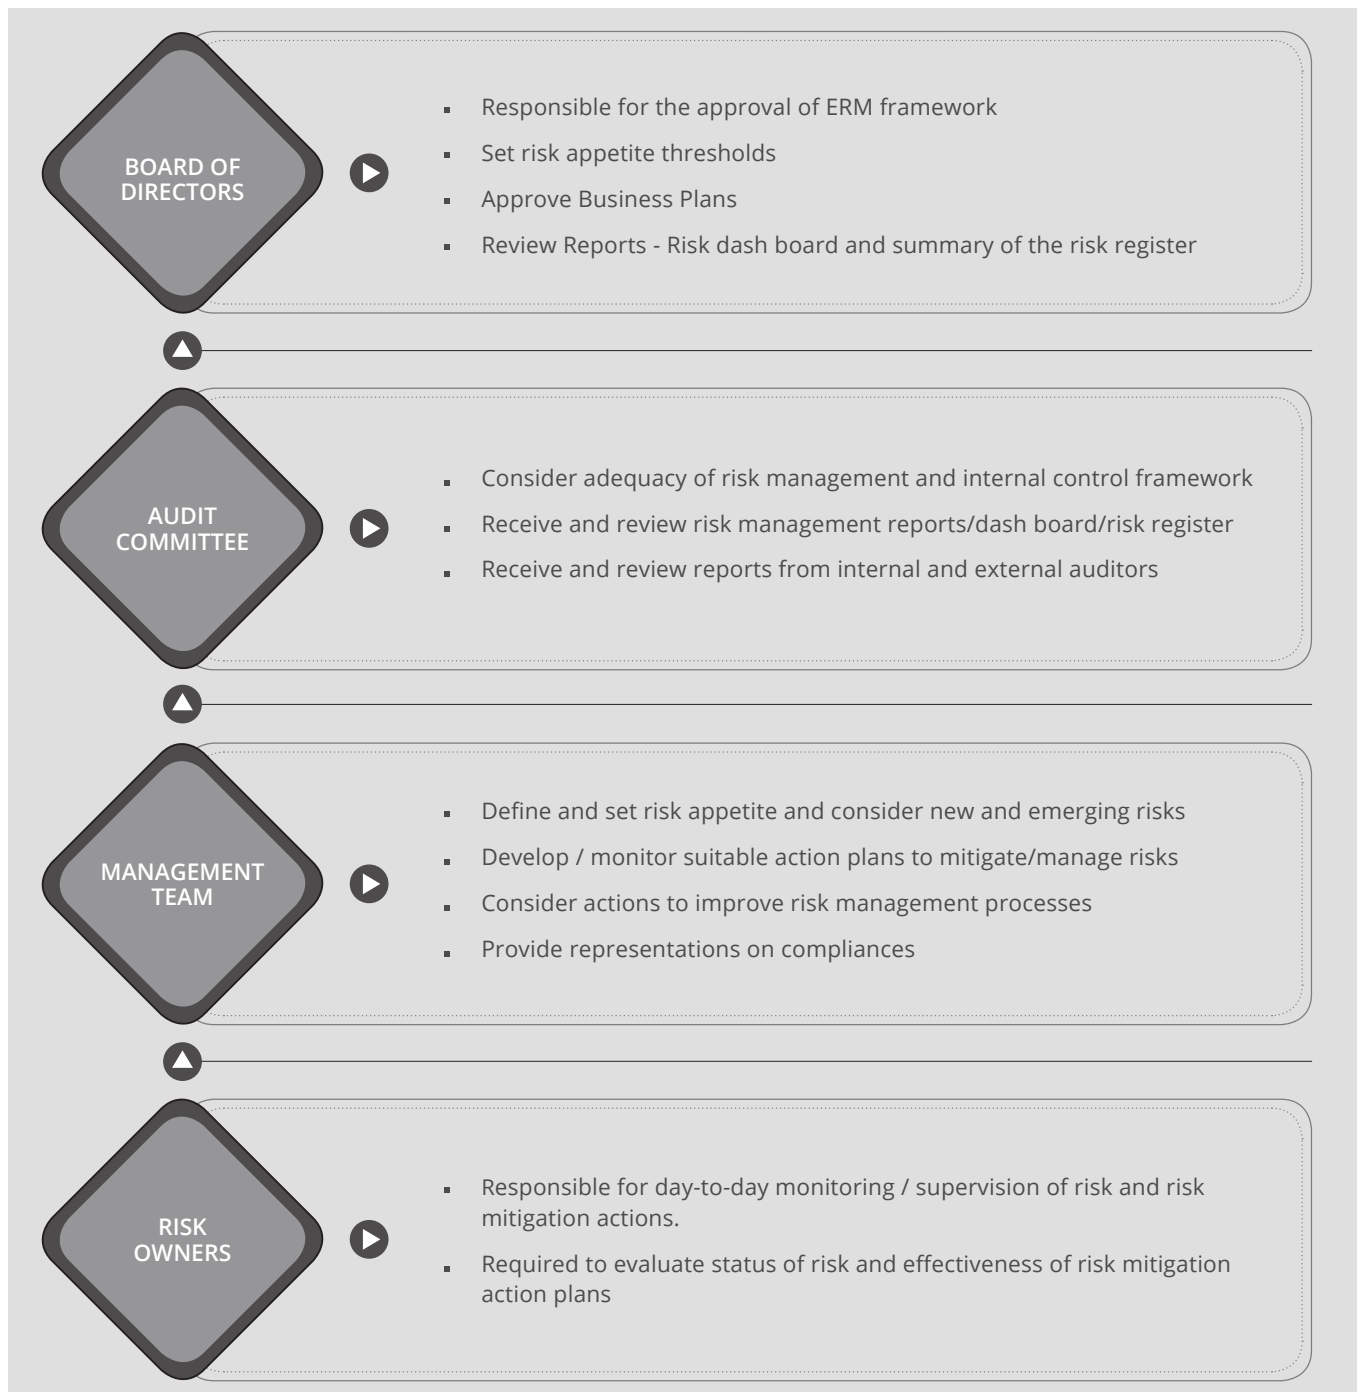 BOARD OF
DIRECTORS
▪ Responsible for the approval of ERM framework
▪ Set risk appetite thresholds
▪ Approve Business Plans
▪ Review Reports - Risk dash board and summary of the risk register
AUDIT
COMMITTEE
▪ Consider adequacy of risk management and internal control framework
▪ Receive and review risk management reports/dash board/risk register
▪ Receive and review reports from internal and external auditors
MANAGEMENT
TEAM
▪ Define and set risk appetite and consider new and emerging risks
▪ Develop / monitor suitable action plans to mitigate/manage risks
▪ Consider actions to improve risk management processes
▪ Provide representations on compliances
RISK
OWNERS
▪ Responsible for day-to-day monitoring / supervision of risk and risk
mitigation actions.
▪ Required to evaluate status of risk and effectiveness of risk mitigation
action plans